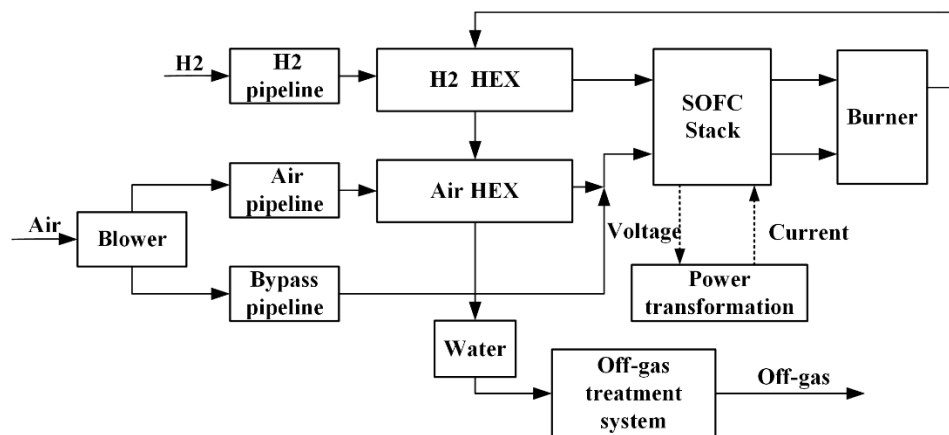 H2
H2
pipeline
H2 HEX
SOFC
Stack
Burner
Air
pipeline
Air HEX
Air
Blower
Voltage
Current
Bypass
pipeline
Power
transformation
Water
Off-gas
treatment
system
Off-gas